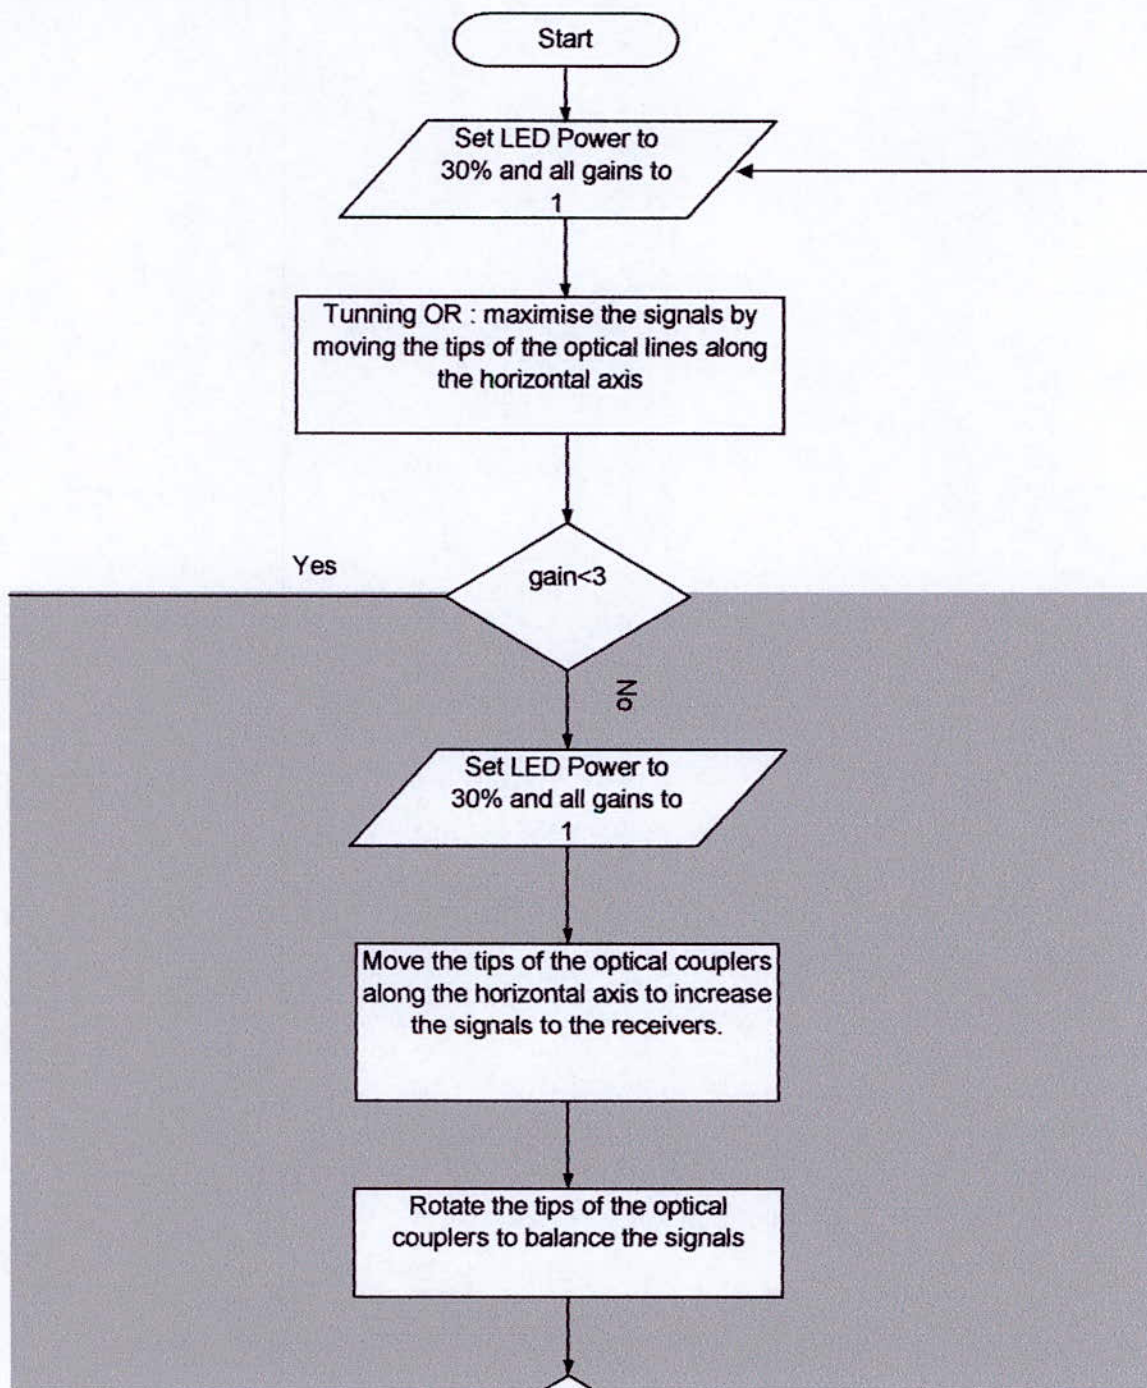 Start
Set LED Power to
30% and all gains to
1
Tunning OR : maximise the signals by
moving the tips of the optical lines along
the horizontal axis
Yes
gain<3
No
Set LED Power to
30% and all gains to
1
Move the tips of the optical couplers
along the horizontal axis to increase
the signals to the receivers.
Rotate the tips of the optical
couplers to balance the signals